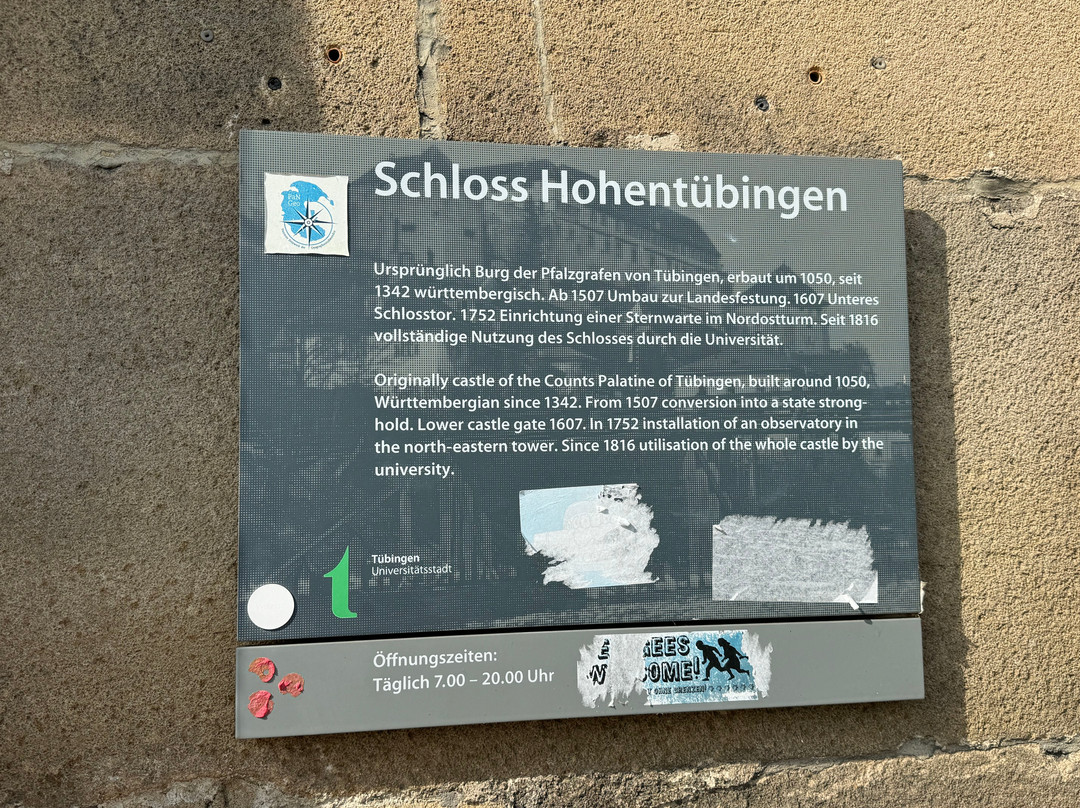 Schloss Hohentübingen
PUN
Geo
Ursprünglich Burg der Pfalzgrafen von Tübingen, erbaut um 1050, seit
1342 württembergisch. Ab 1507 Umbau zur Landesfestung. 1607 Unteres
Schlosstor. 1752 Einrichtung einer Sternwarte im Nordostturm. Seit 1816
vollständige Nutzung des Schlosses durch die Universität.
Originally castle of the Counts Palatine of Tübingen, built around 1050,
Württembergian since 1342. From 1507 conversion into a state strong-
hold. Lower castle gate 1607. In 1752 installation of an observatory in
the north-eastern tower. Since 1816 utilisation of the whole castle by the
university.
Tübingen
Universitätsstadt
Öffnungszeiten:
Täglich 7.00 – 20.00 Uhr
GEES
OME!